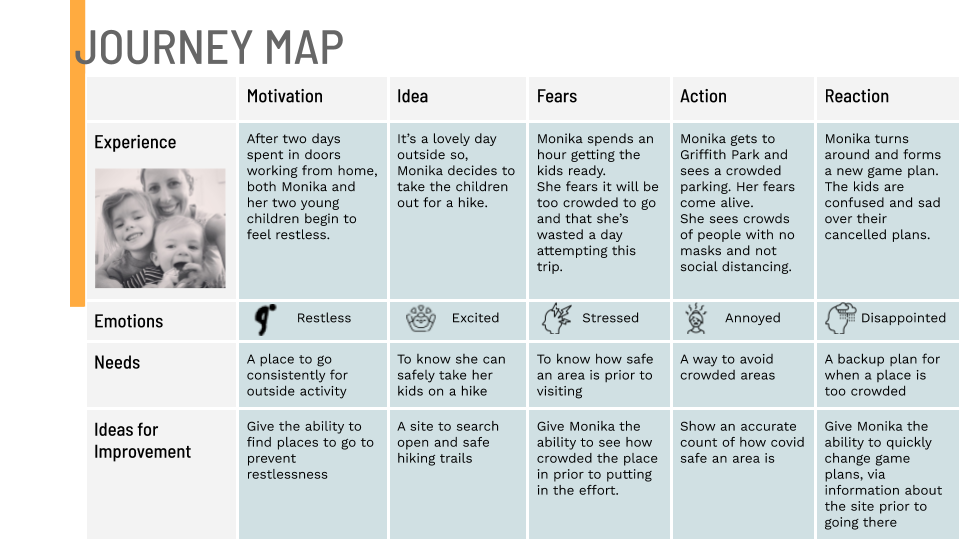 JOURNEY MAP
Motivation
Idea
Fears
Action
Reaction
Experience
After two days
spent in doors
working from home,
both Monika and
her two young
children begin to
feel restless.
It's a lovely day
outside so,
Monika decides to
take the children
out for a hike.
Monika spends an
hour getting the
kids ready.
She fears it will be
too crowded to go
and that she's
wasted a day
attempting this
trip.
Monika gets to
Griffith Park and
sees a crowded
parking. Her fears
come alive.
She sees crowds
of people with no
masks and not
social distancing.
Monika turns
around and forms
a new game plan.
The kids are
confused and sad
over their
cancelled plans.
Emotions
Restless
Excited
Stressed
Annoyed
Disappointed
Needs
A place to go
consistently for
outside activity
To know she can
safely take her
kids on a hike
To know how safe
an area is prior to
visiting
A way to avoid
crowded areas
A backup plan for
when a place is
too crowded
Ideas for
Improvement
Give the ability to
find places to go to
prevent
restlessness
A site to search
open and safe
hiking trails
Give Monika the
ability to see how
crowded the place
in prior to putting
in the effort.
Show an accurate
count of how covid
safe an area is
Give Monika the
ability to quickly
change game
plans, via
information about
the site prior to
going there